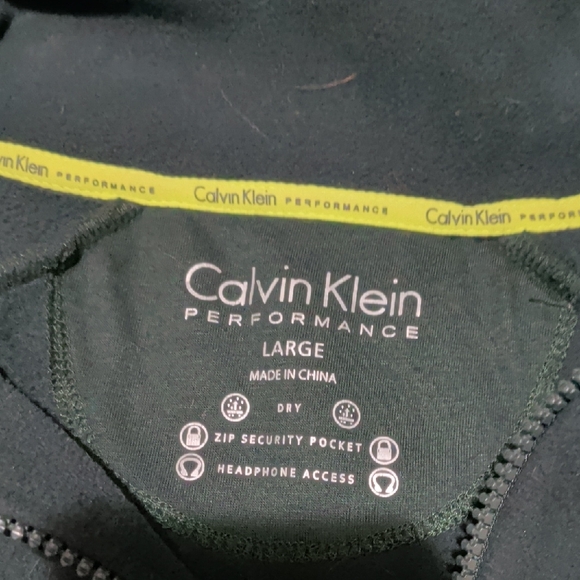 Calvin Klein PERFORMANCE Calvin Klein PERFORMANCE Calvin Klein
Calvin Klein
PERFORMANCE
LARGE
MADE IN CHINA
DRY
ZIP SECURITY POCKET
HEADPHONE ACCESS